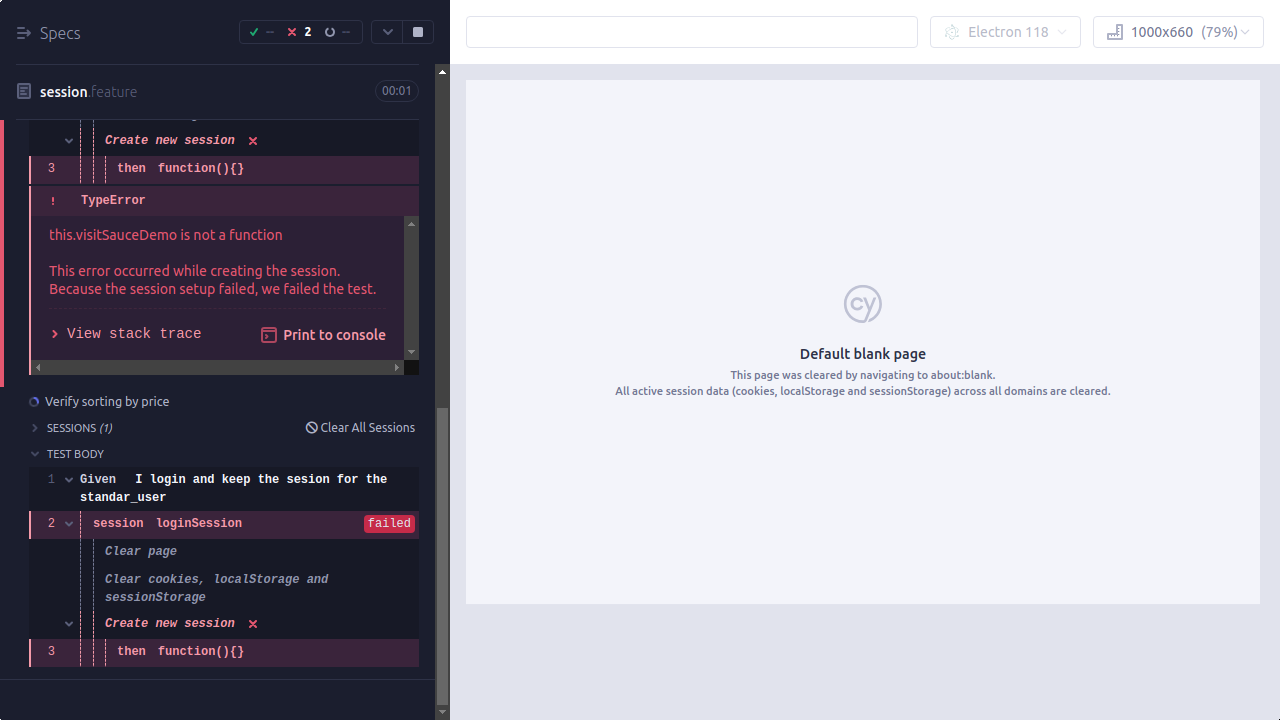 Specs
-- 2 --
Electron 118
1000x660 (79%)
session.feature
00:01
Create new session
3 then function(){}
! TypeError
this.visitSauceDemo is not a function
This error occurred while creating the session.
Because the session setup failed, we failed the test.
View stack trace
Print to console
Verify sorting by price
SESSIONS (1)
Clear All Sessions
TEST BODY
1 Given I login and keep the sesion for the
standar_user
2 session loginSession failed
Clear page
Clear cookies, localStorage and
sessionStorage
Create new session
3 then function(){}
cy
Default blank page
This page was cleared by navigating to about:blank.
All active session data (cookies, localStorage and sessionStorage) across all domains are cleared.